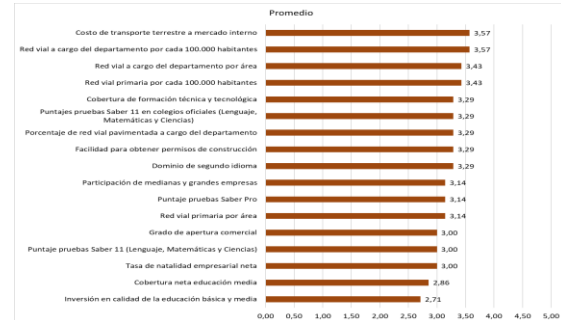 Promedio
Costo de transporte terrestre a mercado interno 3,57
Red vial a cargo del departamento por cada 100.000 habitantes 3,57
Red vial a cargo del departamento por área 3,43
Red vial primaria por cada 100.000 habitantes 3,43
Cobertura de formación técnica y tecnológica 3,29
Puntajes pruebas Saber 11 en colegios oficiales (Lenguaje,
Matemáticas y Ciencias) 3,29
Porcentaje de red vial pavimentada a cargo del departamento 3,29
Facilidad para obtener permisos de construcción 3,29
Dominio de segundo idioma 3,29
Participación de medianas y grandes empresas 3,14
Puntaje pruebas Saber Pro 3,14
Red vial primaria por área 3,14
Grado de apertura comercial 3,00
Puntaje pruebas Saber 11 (Lenguaje, Matemáticas y Ciencias) 3,00
Tasa de natalidad empresarial neta 3,00
Cobertura neta educación media 2,86
Inversión en calidad de la educación básica y media 2,71
0,00 0,50 1,00 1,50 2,00 2,50 3,00 3,50 4,00 4,50 5,00